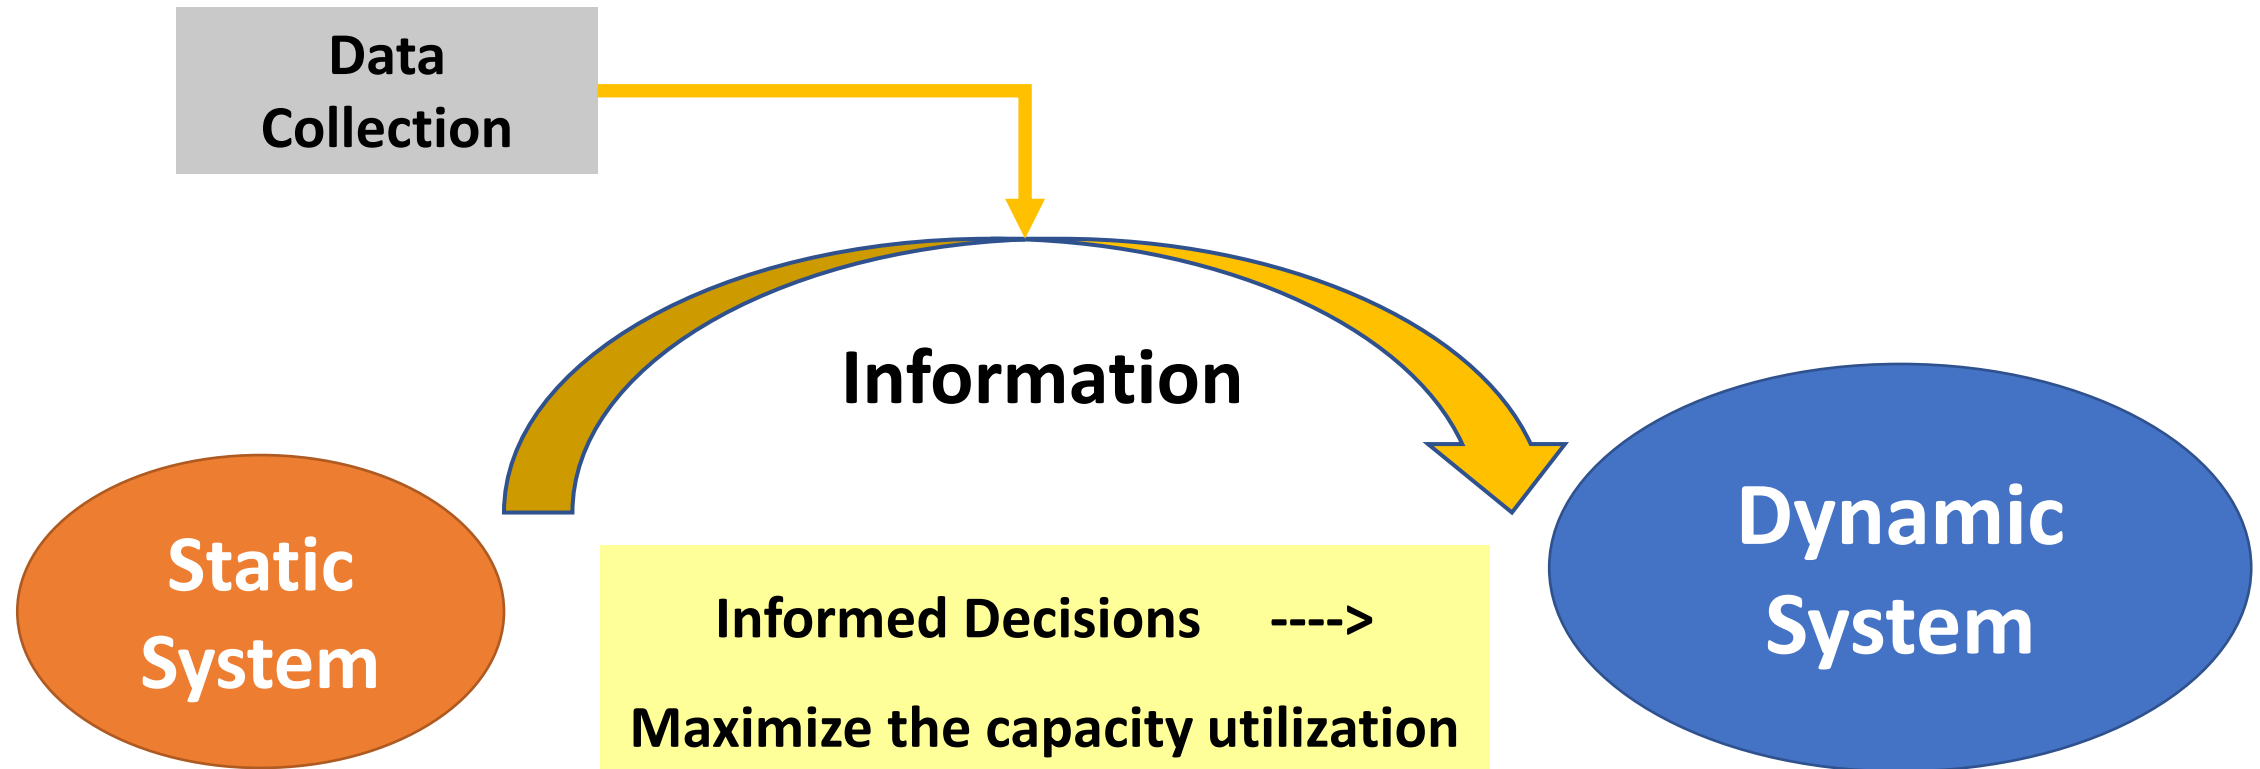 Data
Collection
Information
Static
System
Informed Decisions ---->
Maximize the capacity utilization
Dynamic
System